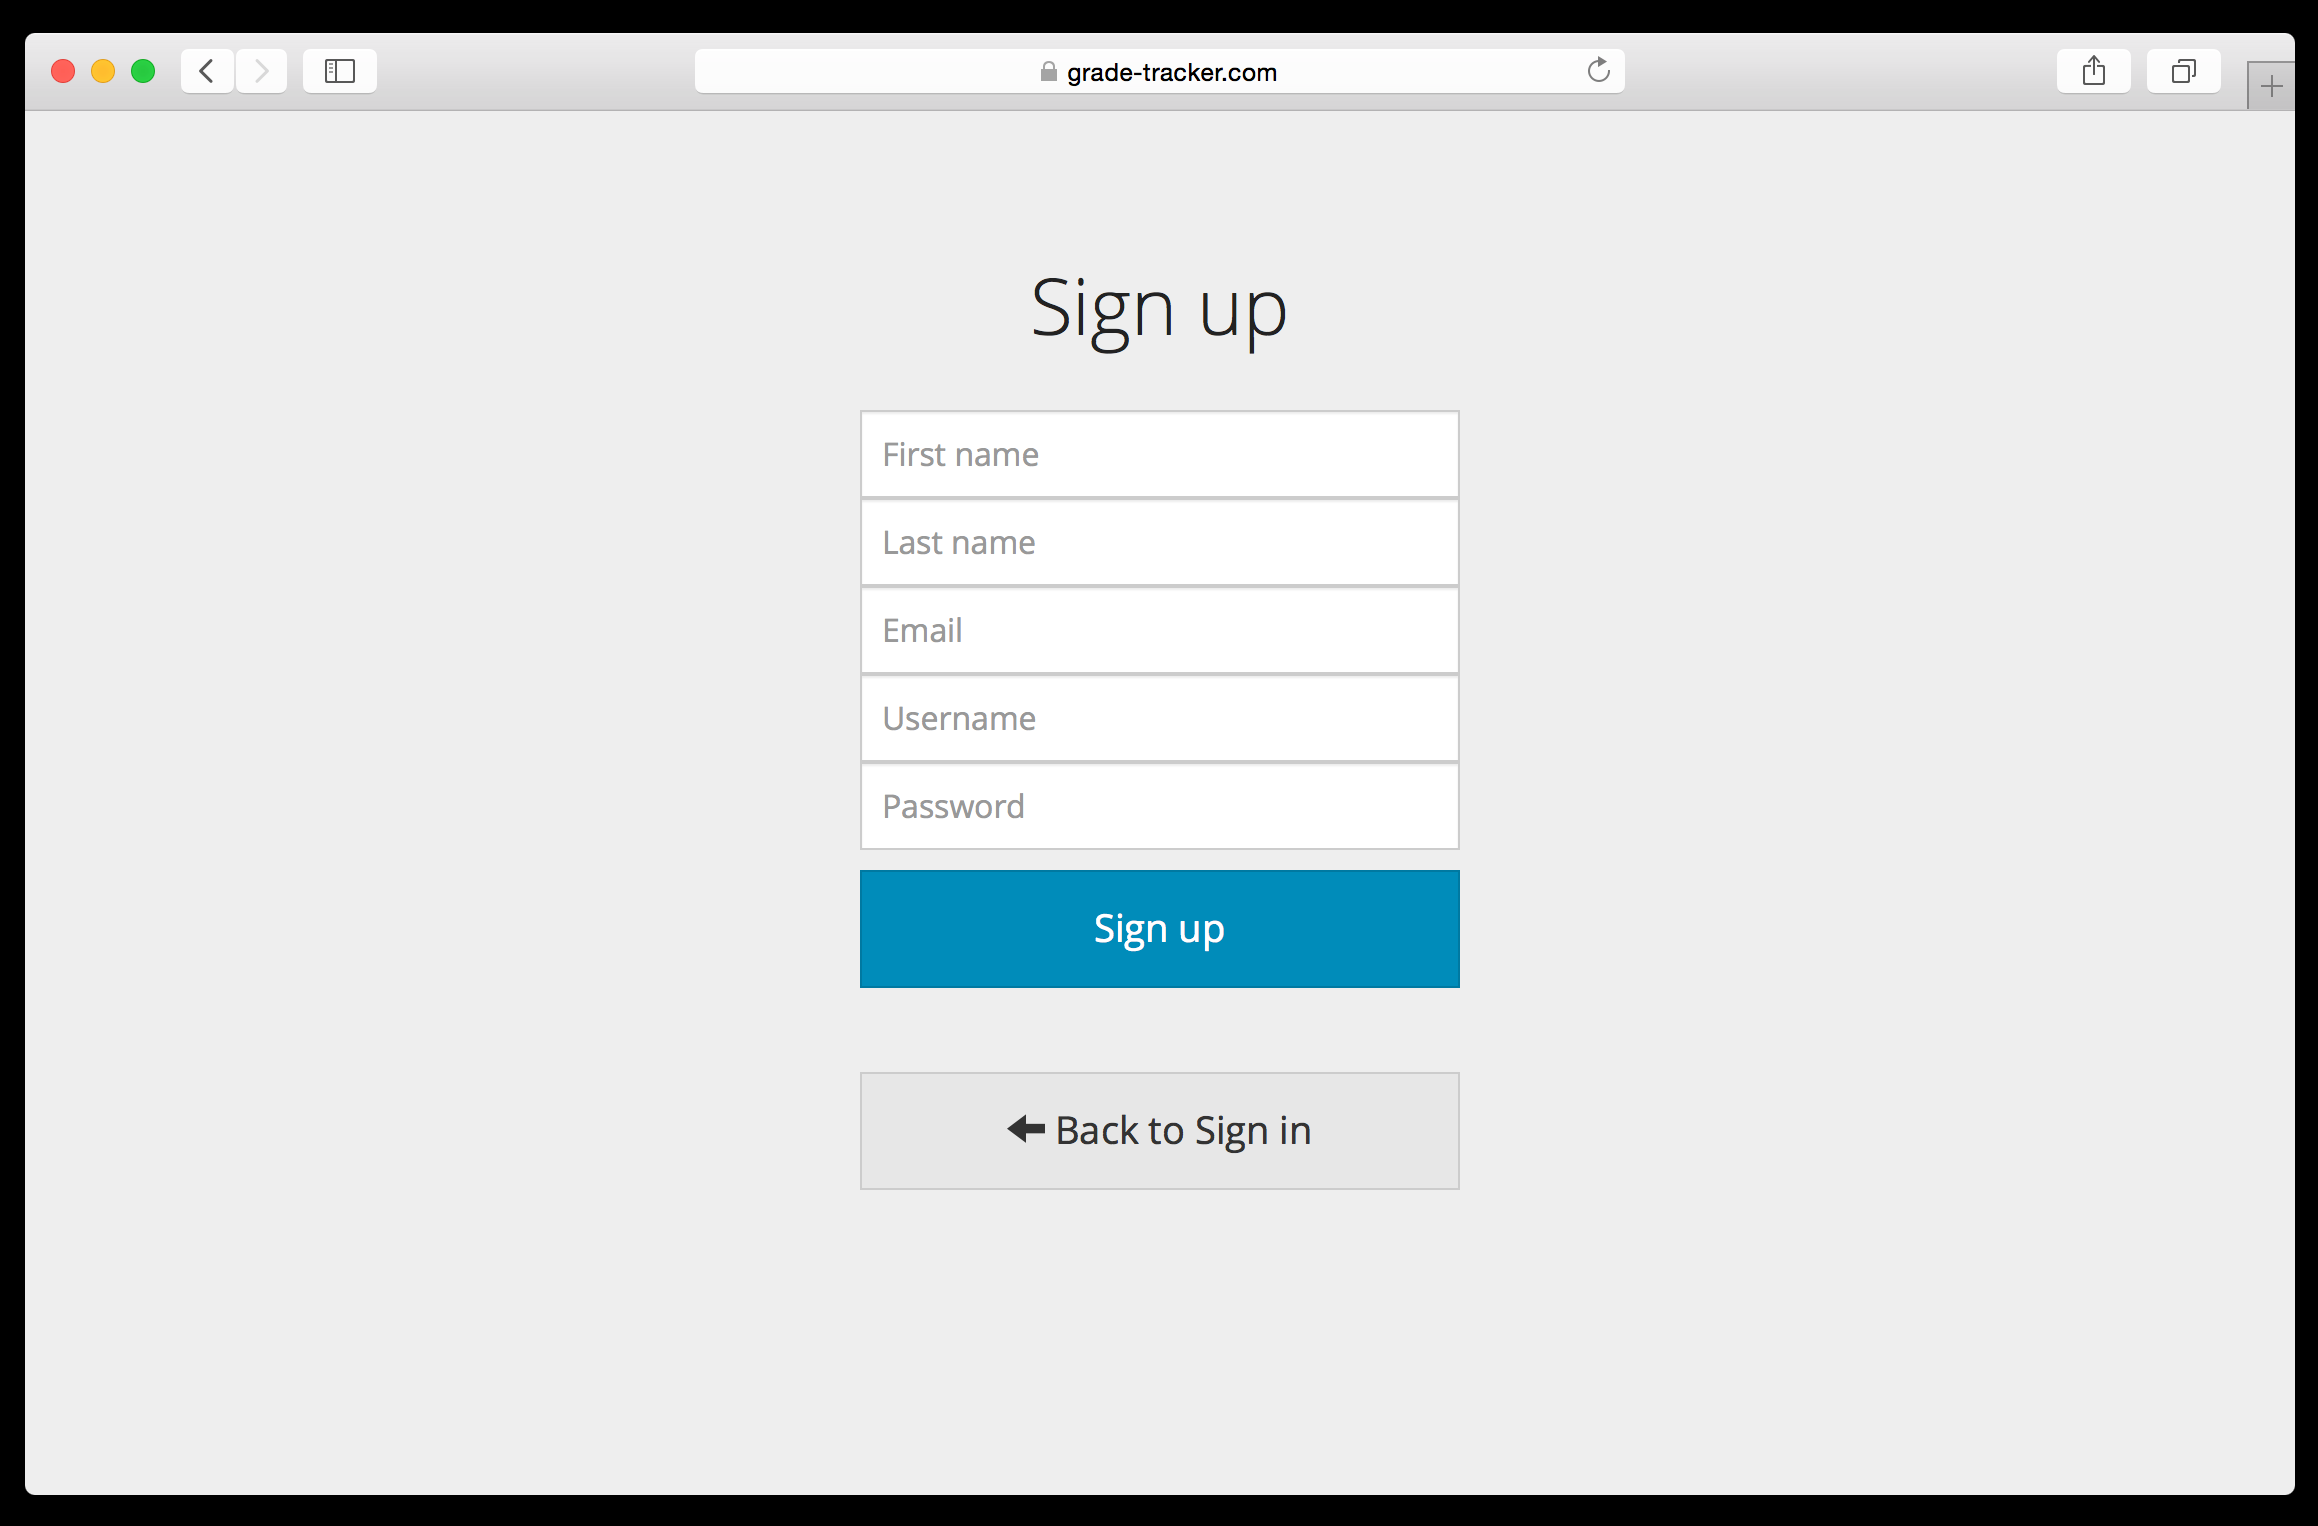 grade-tracker.com
Sign up
First name
Last name
Email
Username
Password
Sign up
Back to Sign in